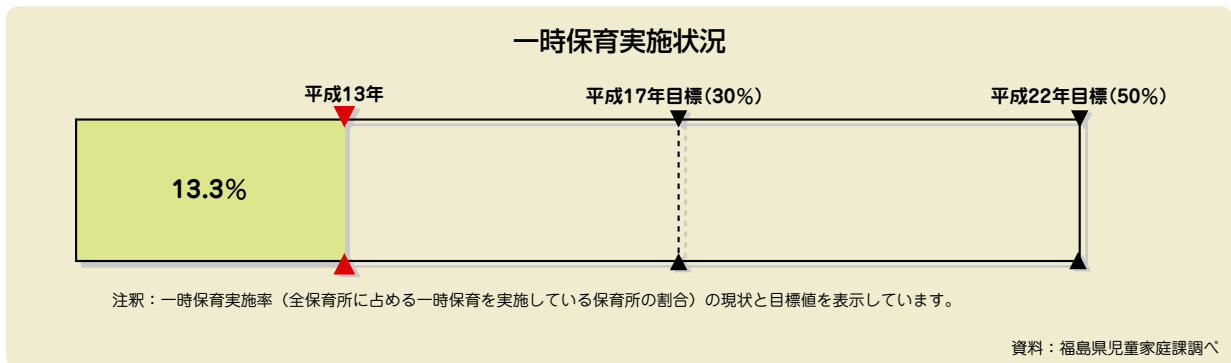 一時保育実施状況
平成13年
平成17年目標（30％）
平成22年目標（50％）
13.3％
注釈：一時保育実施率（全保育所に占める一時保育を実施している保育所の割合）の現状と目標値を表示しています。
資料：福島県児童家庭課調べ